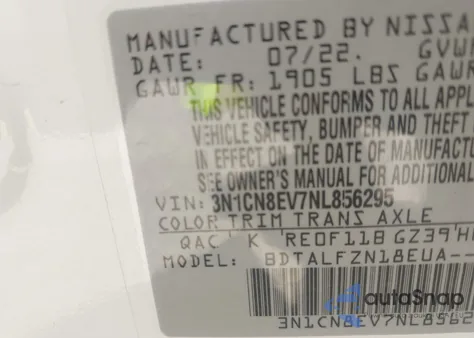 MANUFACTURED BY NISSA
DATE: 07/22. GVW
GAWR FR: 1905 LBS GAWR
THIS VEHICLE CONFORMS TO ALL APPL
VEHICLE SAFETY, BUMPER AND THEFT
IN EFFECT ON THE DATE OF MANUFACTU
SEE OWNER'S MANUAL FOR ADDITIONAL
VIN: 3N1CN8EV7NL856295
COLOR TRIM TRANS AXLE
QAC K RE0F11B GZ39
MODEL: BDTALFZN18EUA--
autoSnap
3N1CN8EV7NL8562